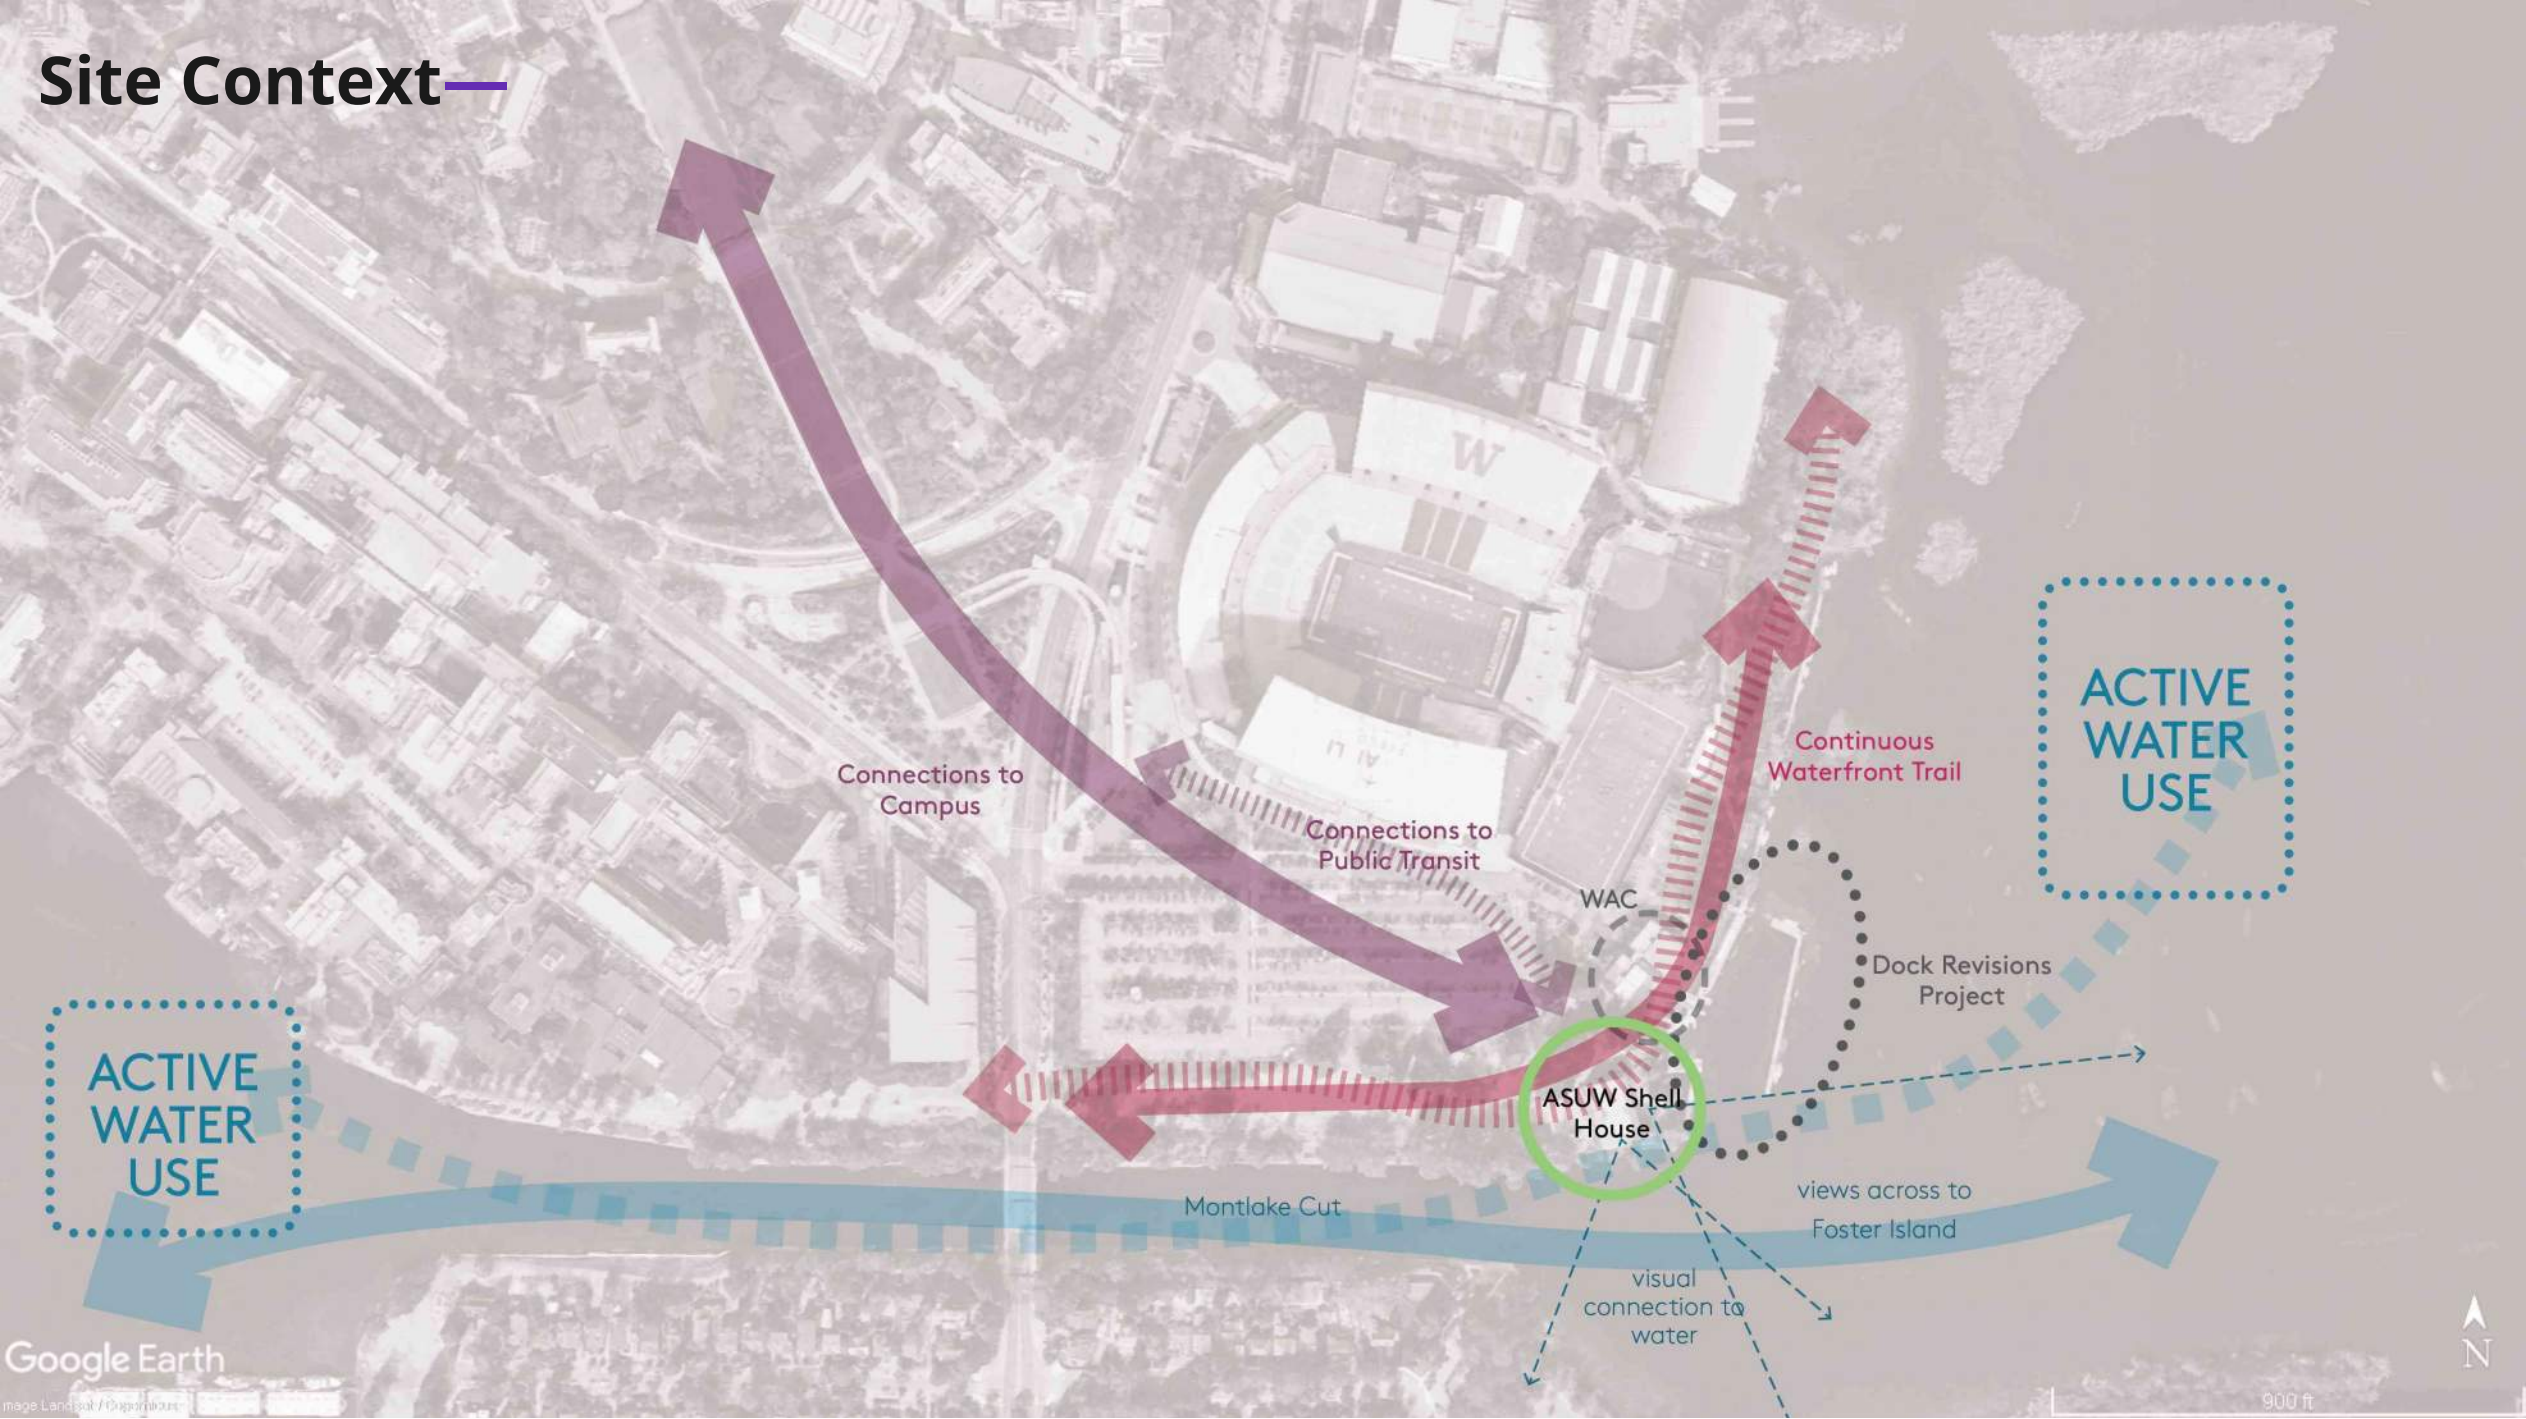 Site Context—
W
Connections to
Campus
Connections to
Public Transit
Continuous
Waterfront Trail
ACTIVE
WATER
USE
WAC
Dock Revisions
Project
ACTIVE
WATER
USE
ASUW Shell
House
Montlake Cut
views across to
Foster Island
visual
connection to
water
Google Earth
N
900 ft